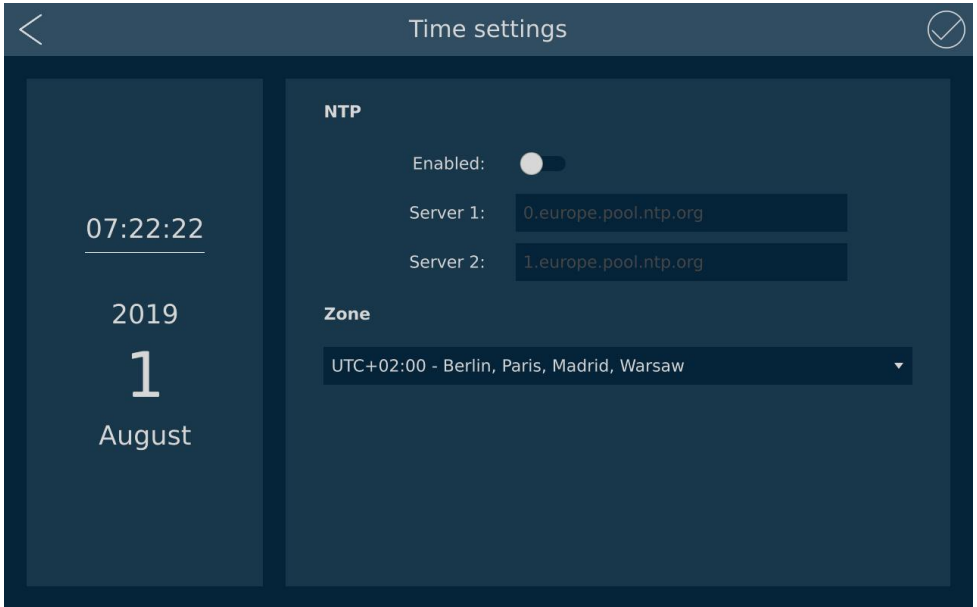 Time settings
07:22:22
2019
1
August
NTP
Enabled:
Server 1: 0.europe.pool.ntp.org
Server 2: 1.europe.pool.ntp.org
Zone
UTC+02:00 - Berlin, Paris, Madrid, Warsaw